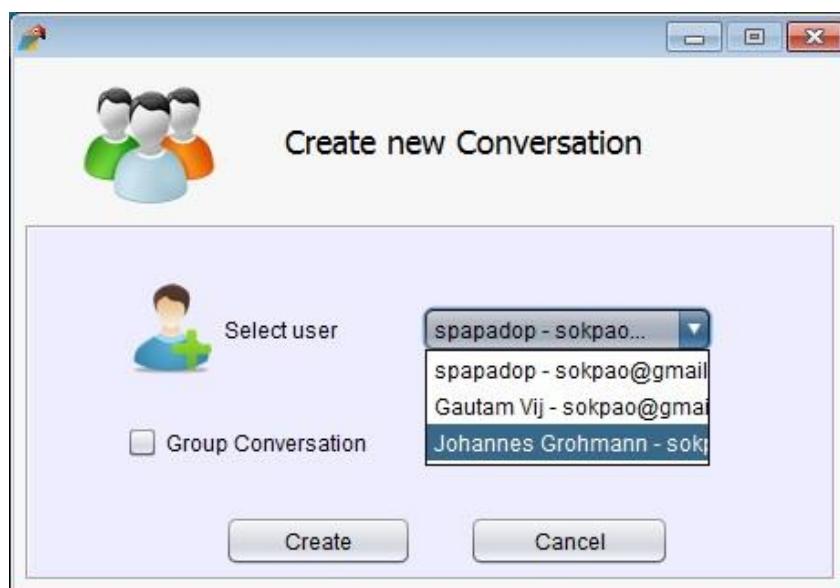 Create new Conversation
Select user
spapadop - sokpao...
spapadop - sokpao@gmail
Gautam Vij - sokpao@gmai
Johannes Grohmann - sokp
Group Conversation
Create
Cancel